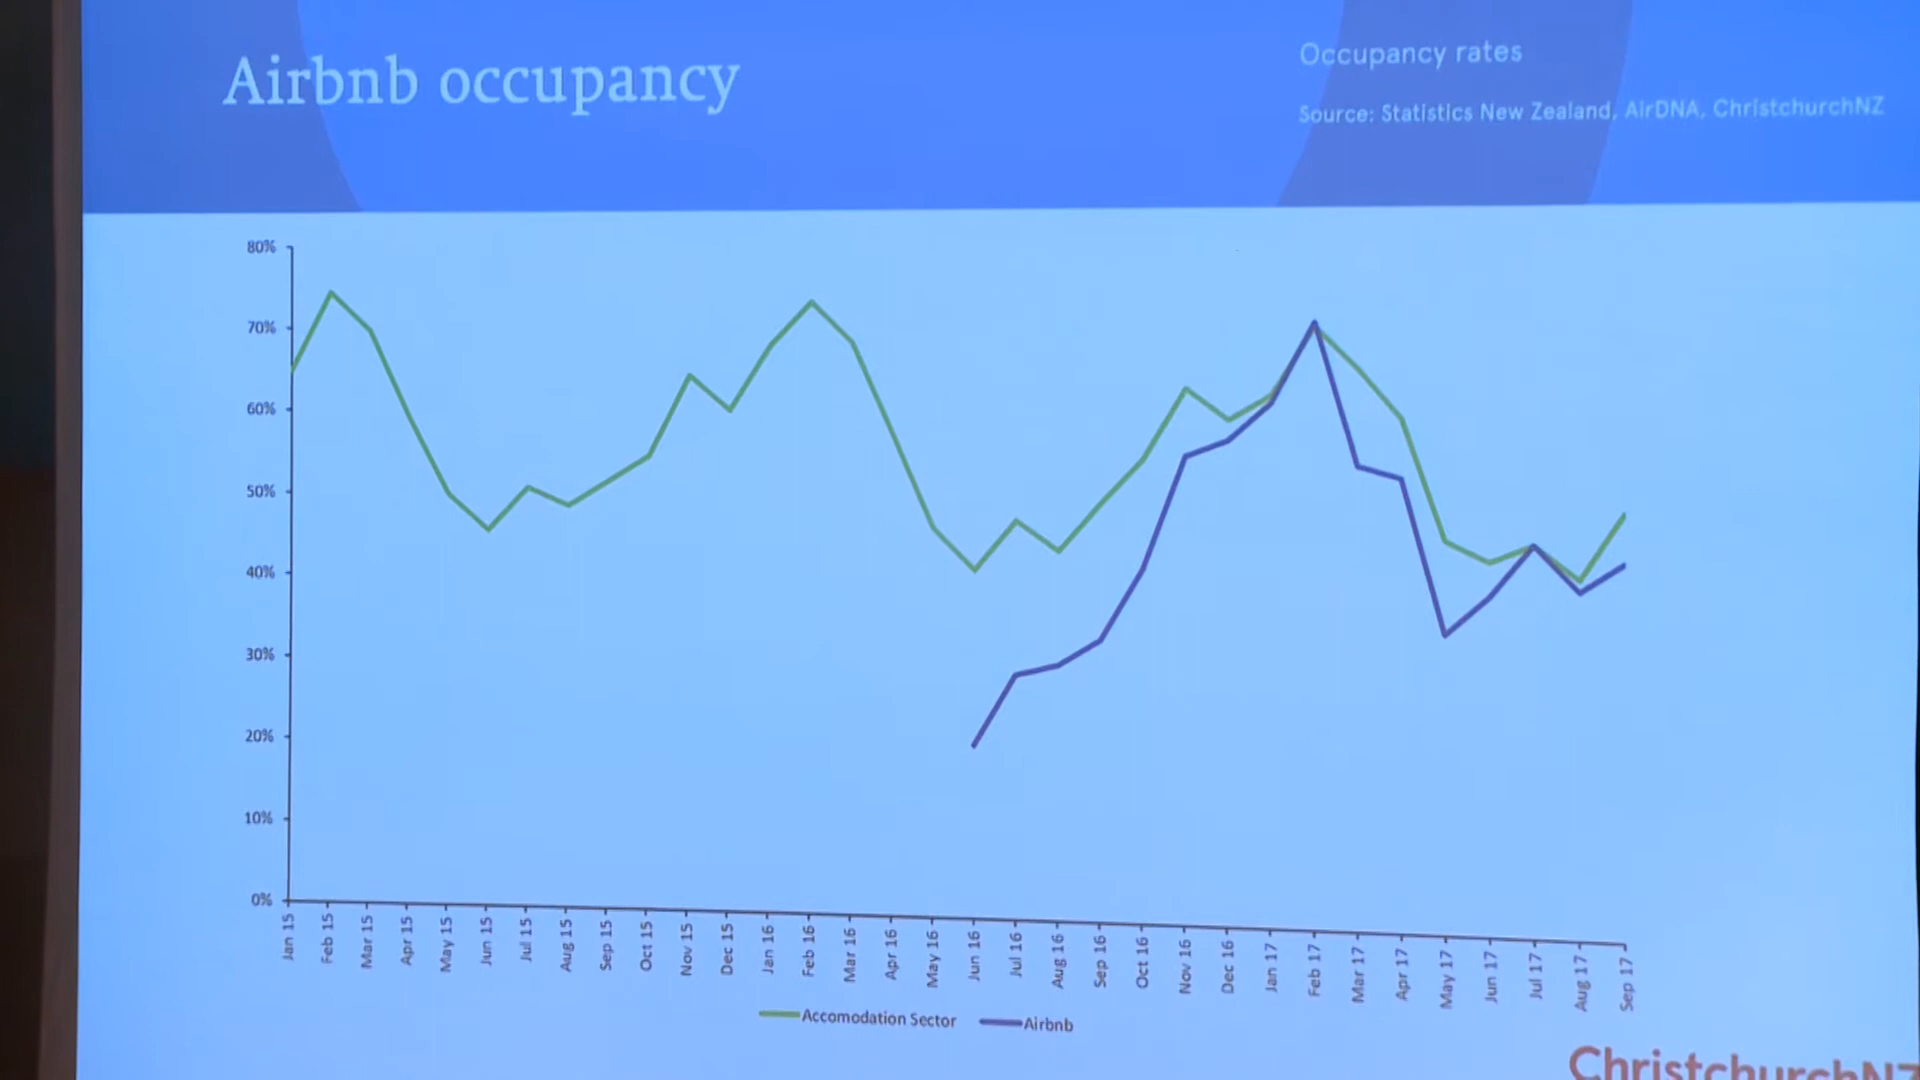 Airbnb occupancy
Occupancy rates
Source: Statistics New Zealand, AirDNA, ChristchurchNZ
80%
70%
60%
50%
40%
30%
20%
10%
0%
Jan 15
Feb 15
Mar 15
Apr 15
May 15
Jun 15
Jul 15
Aug 15
Sep 15
Oct 15
Nov 15
Dec 15
Jan 16
Feb 16
Mar 16
Apr 16
May 16
Jun 16
Jul 16
Aug 16
Sep 16
Oct 16
Nov 16
Dec 16
Jan 17
Feb 17
Mar 17
Apr 17
May 17
Jun 17
Jul 17
Aug 17
Sep 17
Accomodation Sector
Airbnb
ChristchurchNZ